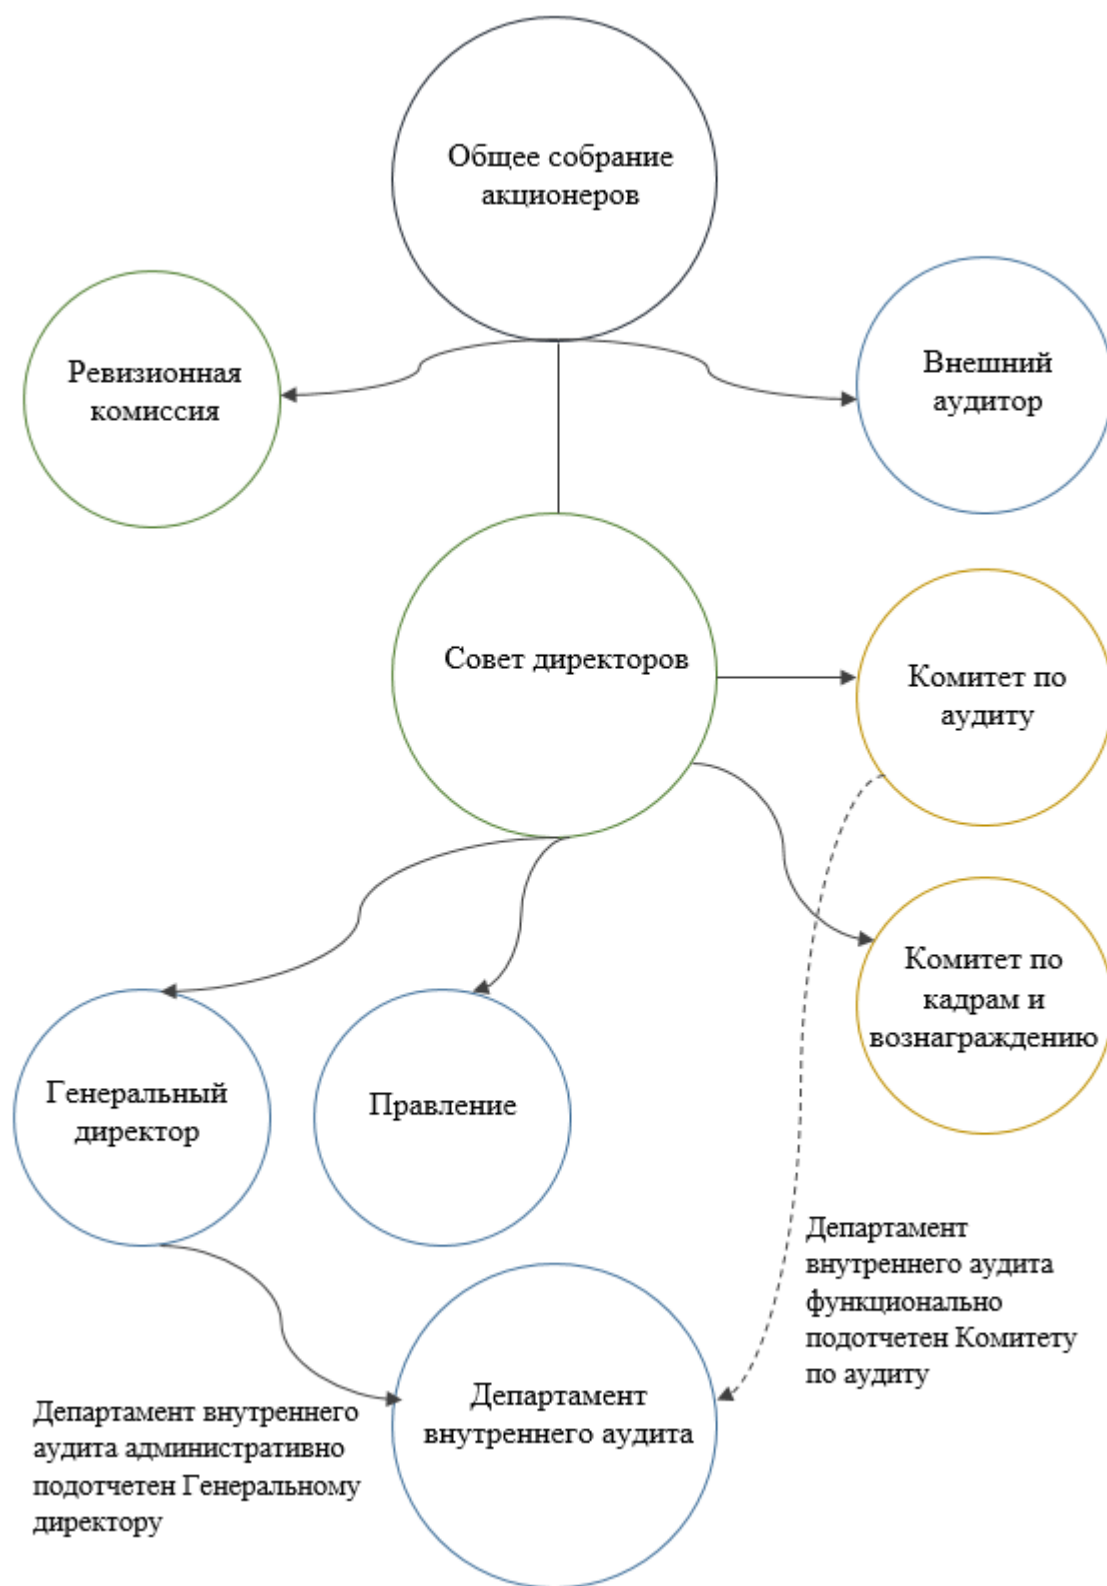 Общее собрание
акционеров
Ревизионная
комиссия
Внешний
аудитор
Совет директоров
Комитет по
аудиту
Комитет по
кадрам и
вознаграждению
Генеральный
директор
Правление
Департамент
внутреннего аудита
функционально
подотчетен Комитету
по аудиту
Департамент
внутреннего аудита
Департамент внутреннего
аудита административно
подотчетен Генеральному
директору